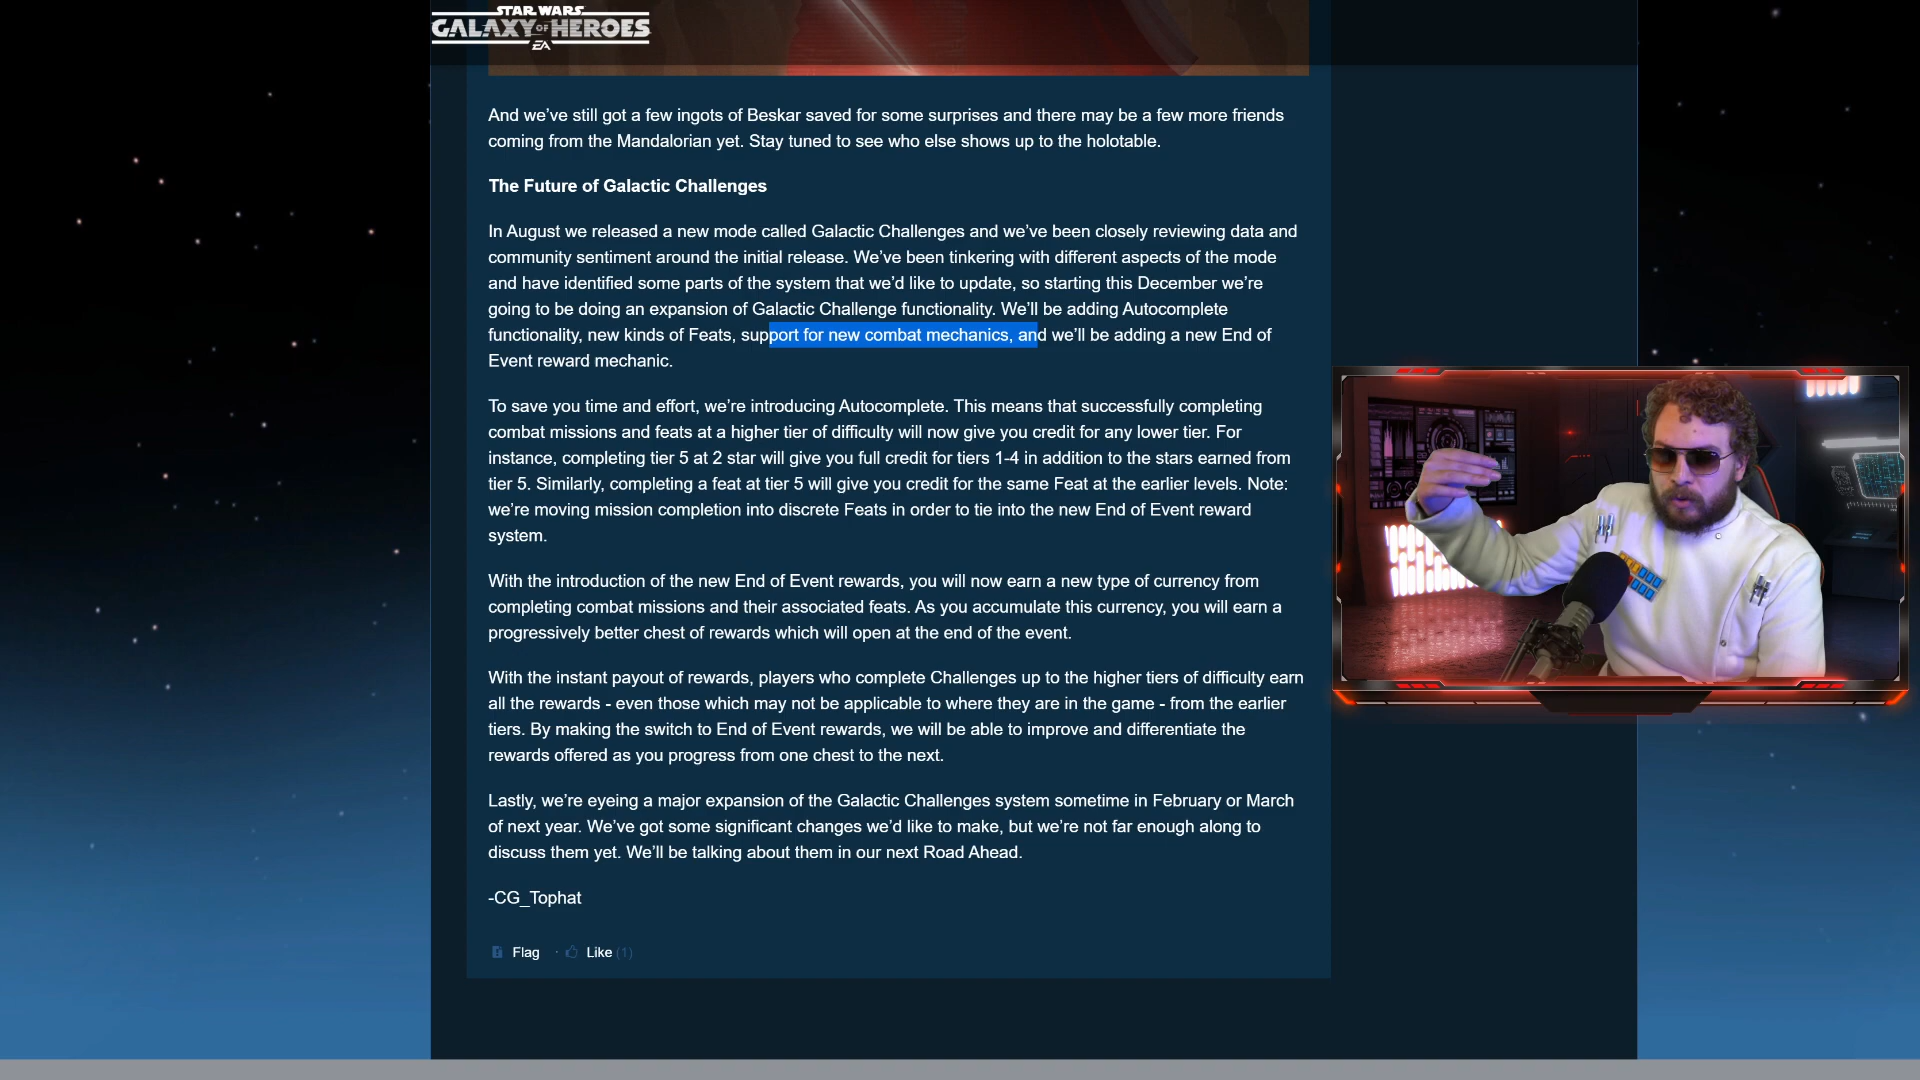 STAR WARS
GALAXY OF HEROES
EA
And we’ve still got a few ingots of Beskar saved for some surprises and there may be a few more friends
coming from the Mandalorian yet. Stay tuned to see who else shows up to the holotable.
The Future of Galactic Challenges
In August we released a new mode called Galactic Challenges and we’ve been closely reviewing data and
community sentiment around the initial release. We’ve been tinkering with different aspects of the mode
and have identified some parts of the system that we’d like to update, so starting this December we’re
going to be doing an expansion of Galactic Challenge functionality. We’ll be adding Autocomplete
functionality, new kinds of Feats, support for new combat mechanics, and we’ll be adding a new End of
Event reward mechanic.
To save you time and effort, we’re introducing Autocomplete. This means that successfully completing
combat missions and feats at a higher tier of difficulty will now give you credit for any lower tier. For
instance, completing tier 5 at 2 star will give you full credit for tiers 1-4 in addition to the stars earned from
tier 5. Similarly, completing a feat at tier 5 will give you credit for the same Feat at the earlier levels. Note:
we’re moving mission completion into discrete Feats in order to tie into the new End of Event reward
system.
With the introduction of the new End of Event rewards, you will now earn a new type of currency from
completing combat missions and their associated feats. As you accumulate this currency, you will earn a
progressively better chest of rewards which will open at the end of the event.
With the instant payout of rewards, players who complete Challenges up to the higher tiers of difficulty earn
all the rewards - even those which may not be applicable to where they are in the game - from the earlier
tiers. By making the switch to End of Event rewards, we will be able to improve and differentiate the
rewards offered as you progress from one chest to the next.
Lastly, we’re eyeing a major expansion of the Galactic Challenges system sometime in February or March
of next year. We’ve got some significant changes we’d like to make, but we’re not far enough along to
discuss them yet. We’ll be talking about them in our next Road Ahead.
-CG_Tophat
Flag · Like (1)